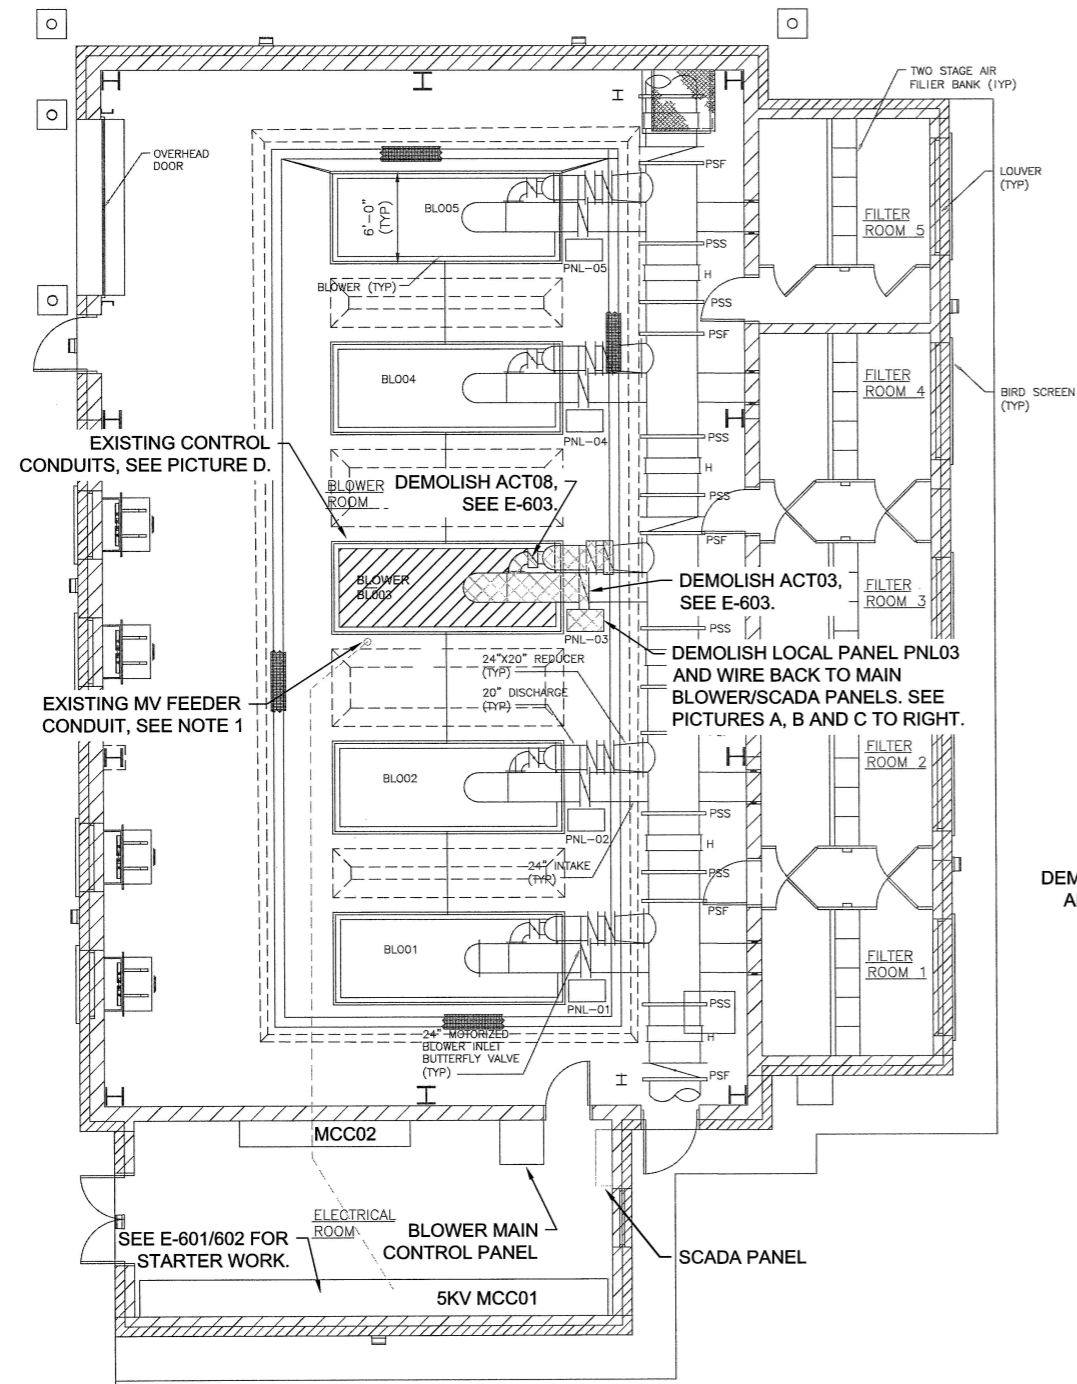 TWO STAGE AIR
FILIER BANK (IYP)
OVERHEAD
DOOR
PSF
LOUVER
(TYP)
6'-0"
(TYP)
BL005
FILTER
ROOM 5
PNL-05
PSS
BLOWER (TYP)
H
PSS
PSF
BL004
FILTER
ROOM 4
BIRD SCREEN
(TYP)
PNL-04
PSS
EXISTING CONTROL
CONDUITS, SEE PICTURE D.
H
BLOWER
ROOM
DEMOLISH ACT08,
SEE E-603.
PSS
PSF
BLOWER
BL003
DEMOLISH ACT03,
SEE E-603.
FILTER
ROOM 3
PSS
PNL-03
DEMOLISH LOCAL PANEL PNL03
AND WIRE BACK TO MAIN
BLOWER/SCADA PANELS. SEE
PICTURES A, B AND C TO RIGHT.
24"X20" REDUCER
(TYP)
20" DISCHARGE
(TYP)
EXISTING MV FEEDER
CONDUIT, SEE NOTE 1
FILTER
ROOM 2
BL002
PSS
PNL-02
H
24" INTAKE
(TYP)
PSS
DEM
A
PSF
BL001
FILTER
ROOM 1
PSS
PNL-01
24" MOTORIZED
BLOWER INLET
BUTTERFLY VALVE
(TYP)
H
PSF
MCC02
ELECTRICAL
ROOM
BLOWER MAIN
CONTROL PANEL
SEE E-601/602 FOR
STARTER WORK.
SCADA PANEL
5KV MCC01